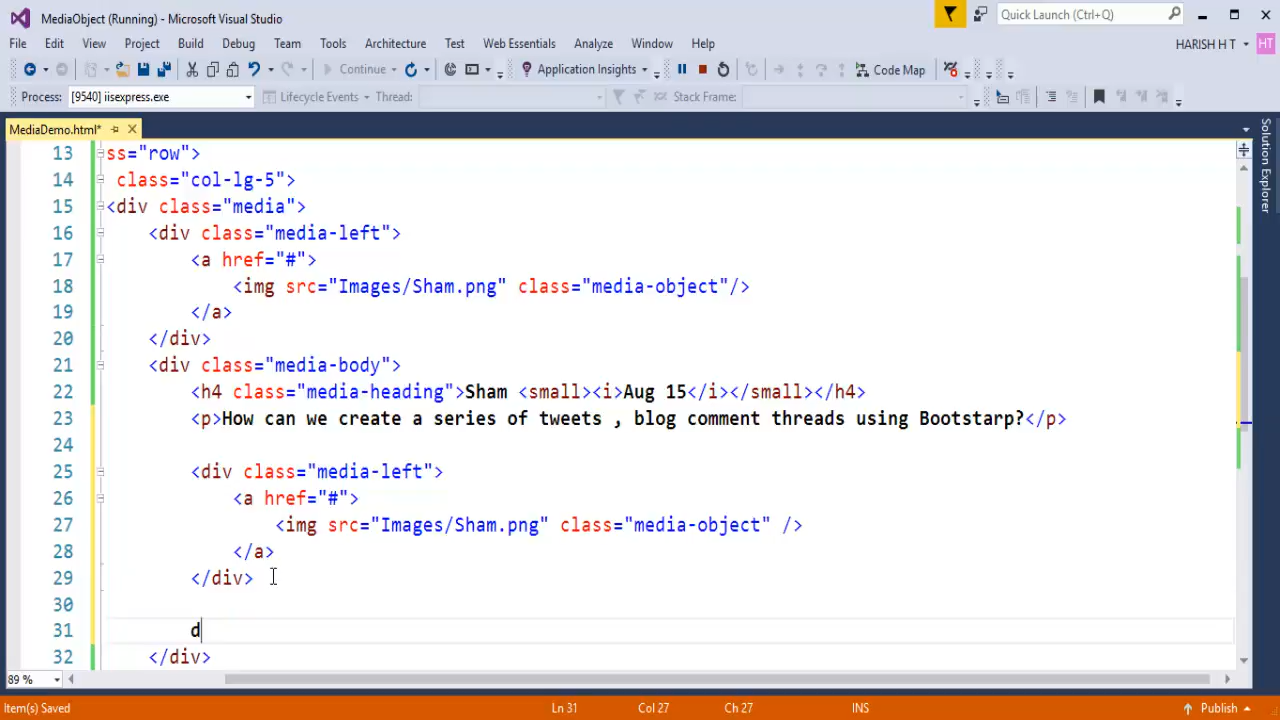 MediaObject (Running) - Microsoft Visual Studio
Quick Launch (Ctrl+Q)
File Edit View Project Build Debug Team Tools Architecture Test Web Essentials Analyze Window Help
HARISH H T HT
Continue Application Insights Code Map
Process: [9540] iisexpress.exe Lifecycle Events Thread: Stack Frame:
MediaDemo.html*
Solution Explorer
13 ss="row">
14 class="col-lg-5">
15 <div class="media">
16 <div class="media-left">
17 <a href="#">
18 <img src="Images/Sham.png" class="media-object"/>
19 </a>
20 </div>
21 <div class="media-body">
22 <h4 class="media-heading">Sham <small><i>Aug 15</i></small></h4>
23 <p>How can we create a series of tweets , blog comment threads using Bootstarp?</p>
24
25 <div class="media-left">
26 <a href="#">
27 <img src="Images/Sham.png" class="media-object" />
28 </a>
29 </div>
30
31 d
32 </div>
89 %
Item(s) Saved Ln 31 Col 27 Ch 27 INS Publish